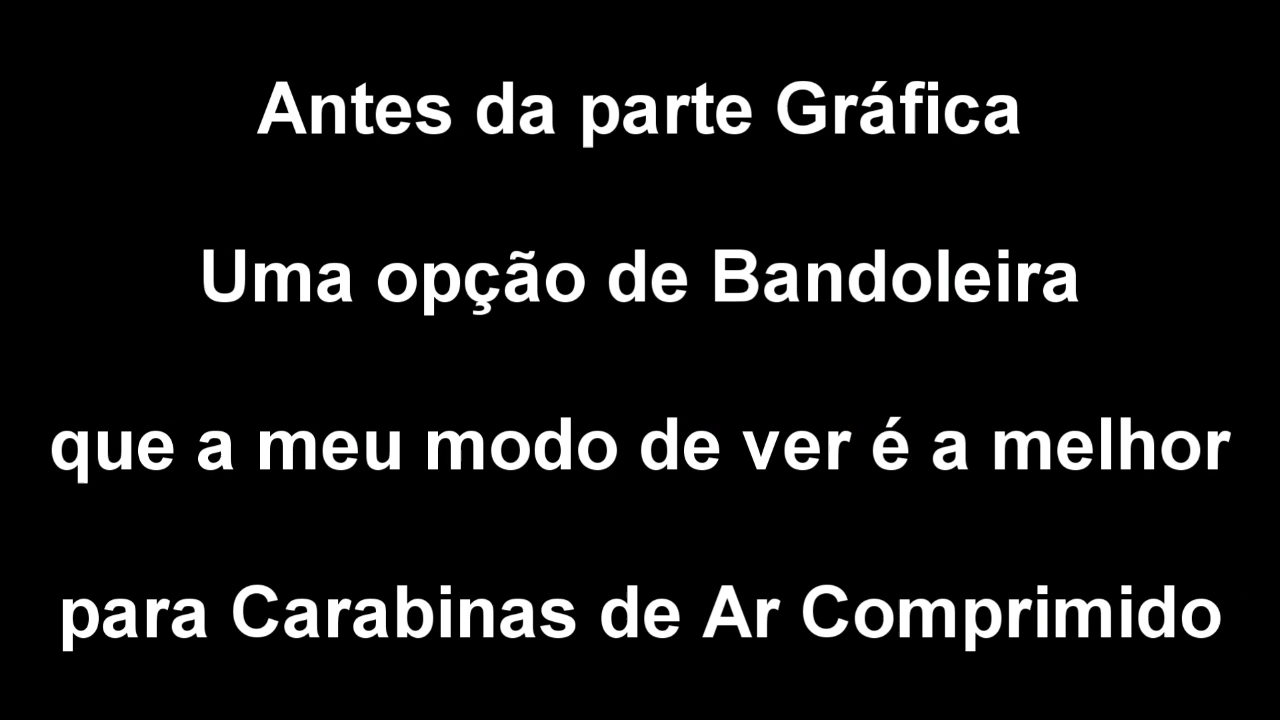 Antes da parte Gráfica
Uma opção de Bandoleira
que a meu modo de ver é a melhor
para Carabinas de Ar Comprimido